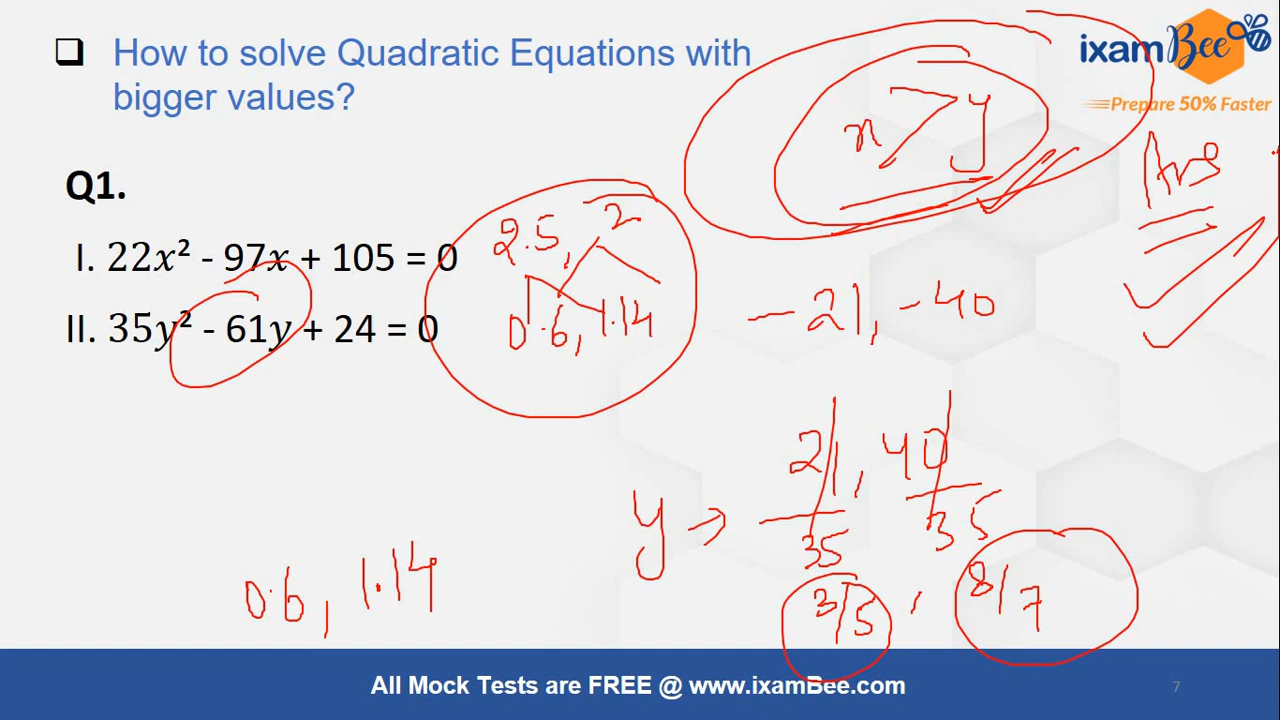 How to solve Quadratic Equations with
bigger values?
ixamBee
Prepare 50% Faster
x > y
Ans
Q1.
I. 22x² - 97x + 105 = 0
II. 35y² - 61y + 24 = 0
2.5, 2.
0.6, 1.14
-21, -40
y → 21/35, 40/35
3/5, 8/7
0.6, 1.14
All Mock Tests are FREE @ www.ixamBee.com
7